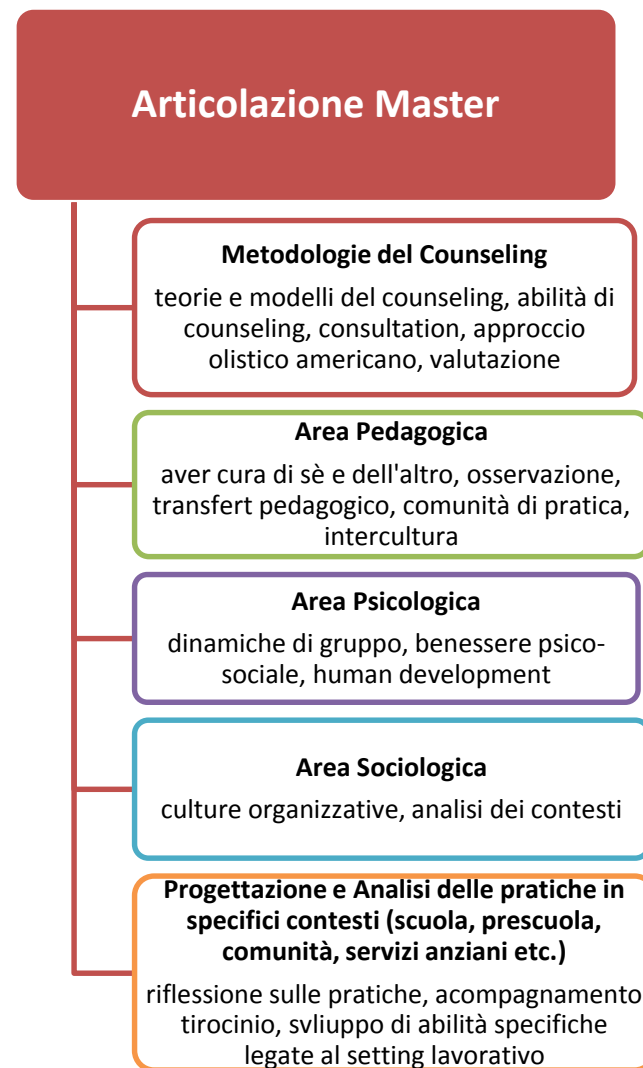 Articolazione Master
Metodologie del Counseling
teorie e modelli del counseling, abilità di
counseling, consultation, approccio
olistico americano, valutazione
Area Pedagogica
aver cura di sè e dell'altro, osservazione,
transfert pedagogico, comunità di pratica,
intercultura
Area Psicologica
dinamiche di gruppo, benessere psico-
sociale, human development
Area Sociologica
culture organizzative, analisi dei contesti
Progettazione e Analisi delle pratiche in
specifici contesti (scuola, prescuola,
comunità, servizi anziani etc.)
riflessione sulle pratiche, acompagnamento
tirocinio, svliuppo di abilità specifiche
legate al setting lavorativo